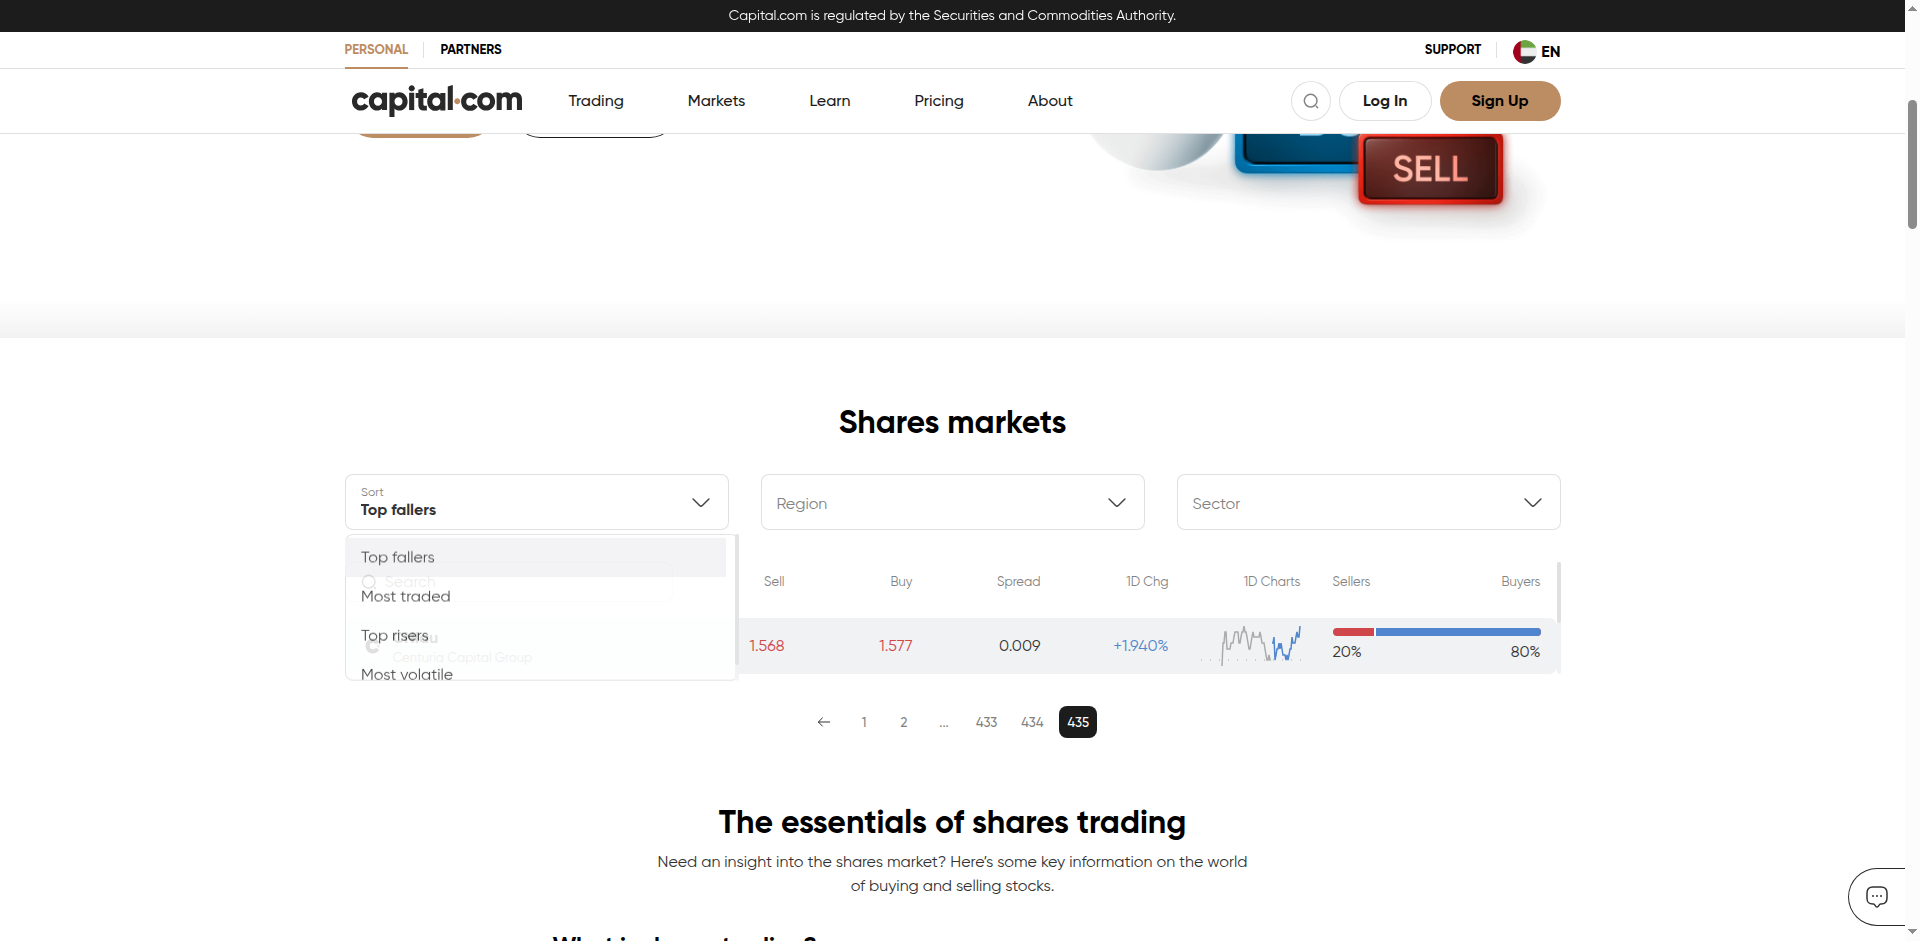 Capital.com is regulated by the Securities and Commodities Authority.
PERSONAL PARTNERS SUPPORT EN
capital.com Trading Markets Learn Pricing About Log In Sign Up
SELL
Shares markets
Sort
Top fallers
Region
Sector
Top fallers
Search
Most traded
Top risers
Centuria Capital Group
Most volatile
Sell Buy Spread 1D Chg 1D Charts Sellers Buyers
1.568 1.577 0.009 +1.940% 20% 80%
1 2 ... 433 434 435
The essentials of shares trading
Need an insight into the shares market? Here's some key information on the world
of buying and selling stocks.